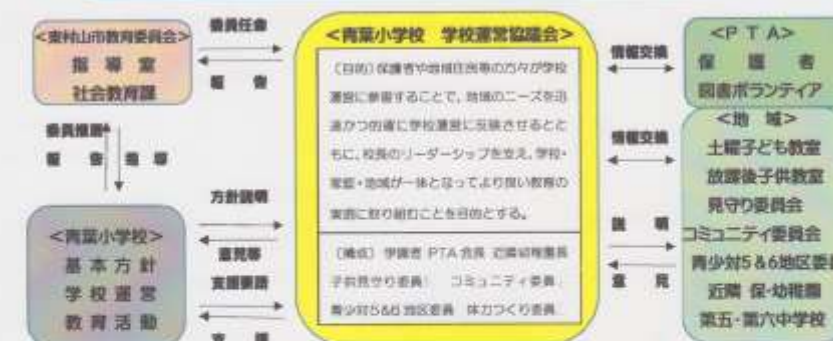 <東村山市教育委員会>
指 導 室
社会教育課
委員任命
報 告
委員推薦
報 告 指 導
<青葉小学校>
基 本 方 針
学 校 運 営
教 育 活 動
方針説明
意見等
支援要請
支 援
<青葉小学校 学校運営協議会>
(目的)保護者や地域住民等の方々が学校
運営に参画することで、地域のニーズを迅
速かつ的確に学校運営に反映させるとと
もに、校長のリーダーシップを支え、学校・
家庭・地域が一体となってより良い教育の
実現に取り組むことを目的とする。
(構成) 学識者 PTA会長 近隣幼稚園長
子供見守り委員 コミュニティ委員
青少対5&6地区委員 体力つくり委員
情報交換
情報交換
説 明
意 見
<P T A>
保 護 者
図書ボランティア
<地 域>
土曜子ども教室
放課後子供教室
見守り委員会
コミュニティ委員会
青少対5&6地区委
近隣 保・幼稚園
第五・第六中学校